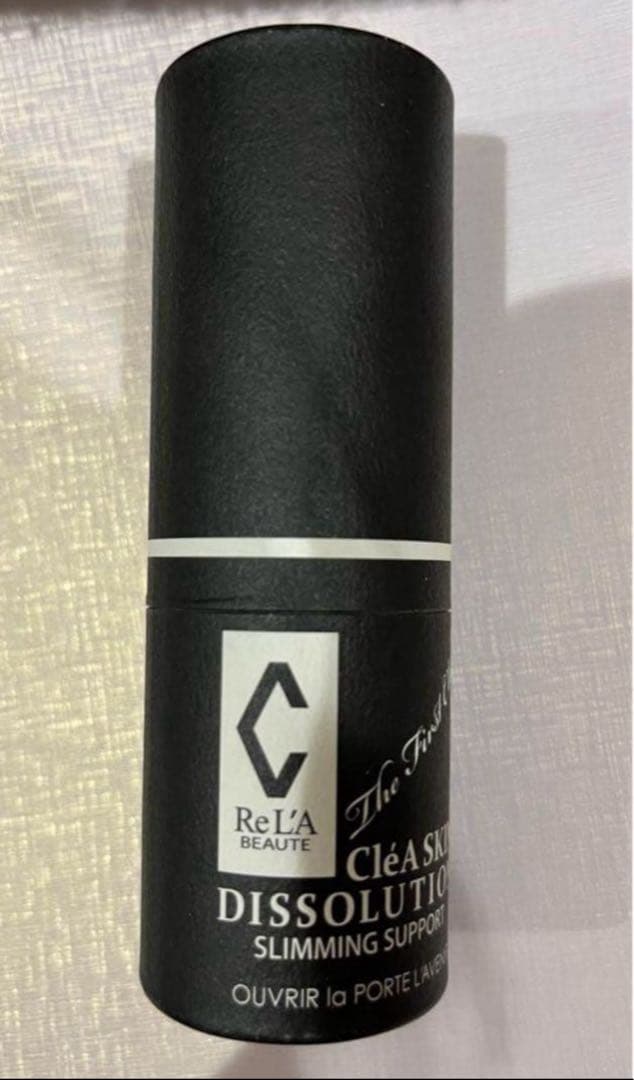 ReL'A
BEAUTE
The First
CléA SKI
DISSOLUTIO
SLIMMING SUPPORT
OUVRIR la PORTE L'AVEN